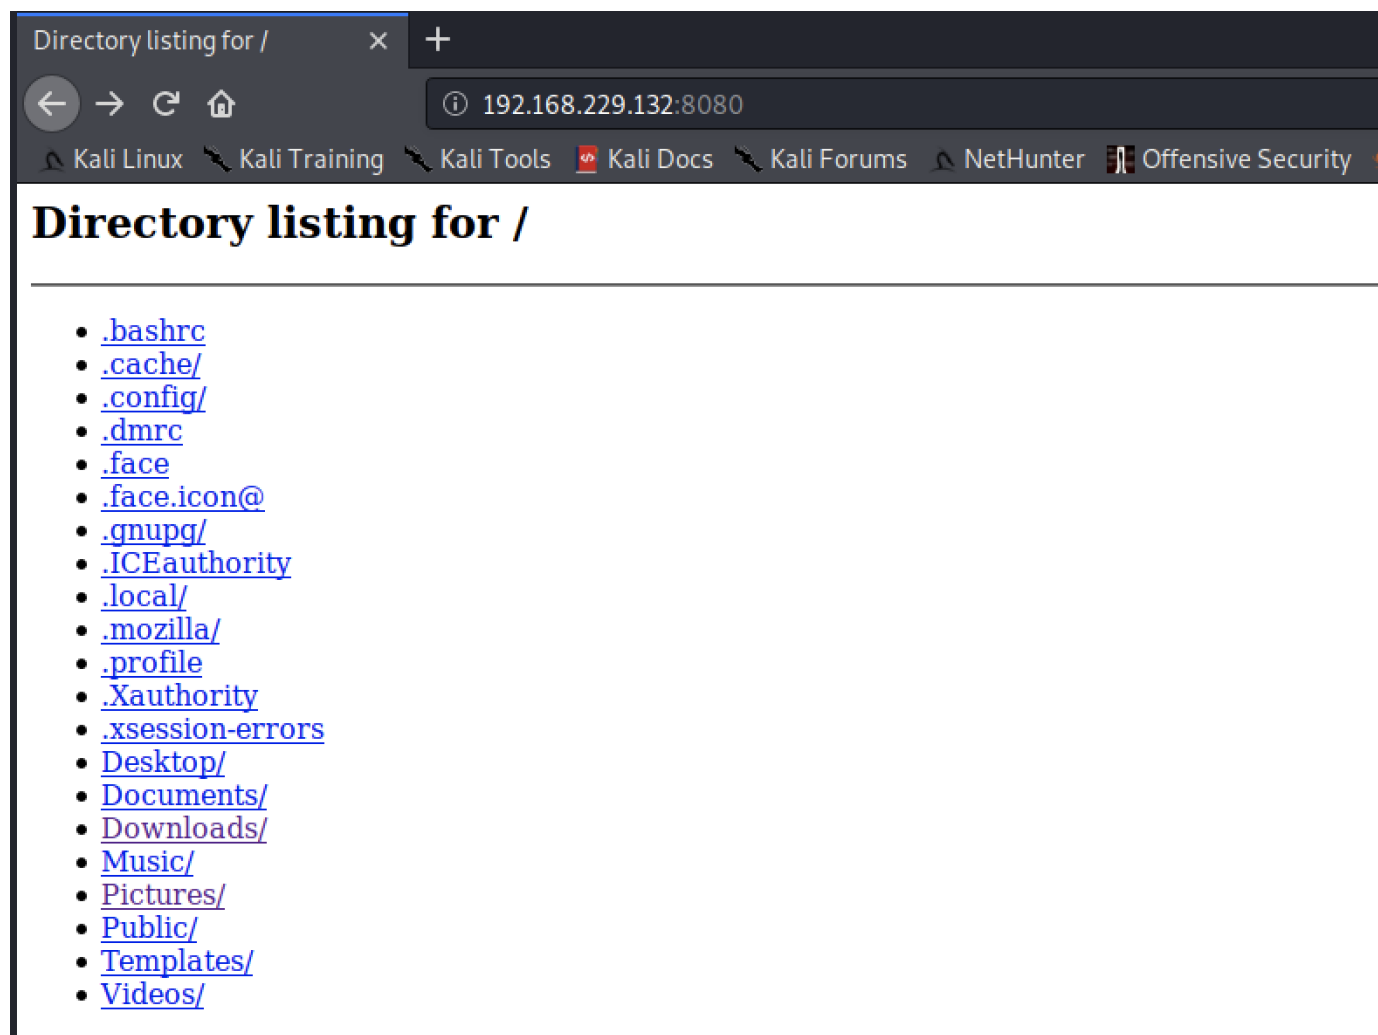 Directory listing for /
192.168.229.132:8080
Kali Linux Kali Training Kali Tools Kali Docs Kali Forums NetHunter Offensive Security
Directory listing for /
.bashrc
.cache/
.config/
.dmrc
.face
.face.icon@
.gnupg/
.ICEauthority
.local/
.mozilla/
.profile
.Xauthority
.xsession-errors
Desktop/
Documents/
Downloads/
Music/
Pictures/
Public/
Templates/
Videos/